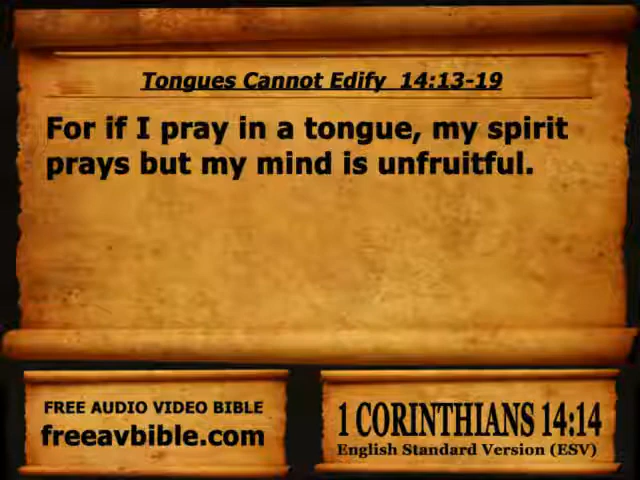 Tongues Cannot Edify 14:13-19
For if I pray in a tongue, my spirit
prays but my mind is unfruitful.
FREE AUDIO VIDEO BIBLE
freeavbible.com
1 CORINTHIANS 14:14
English Standard Version (ESV)